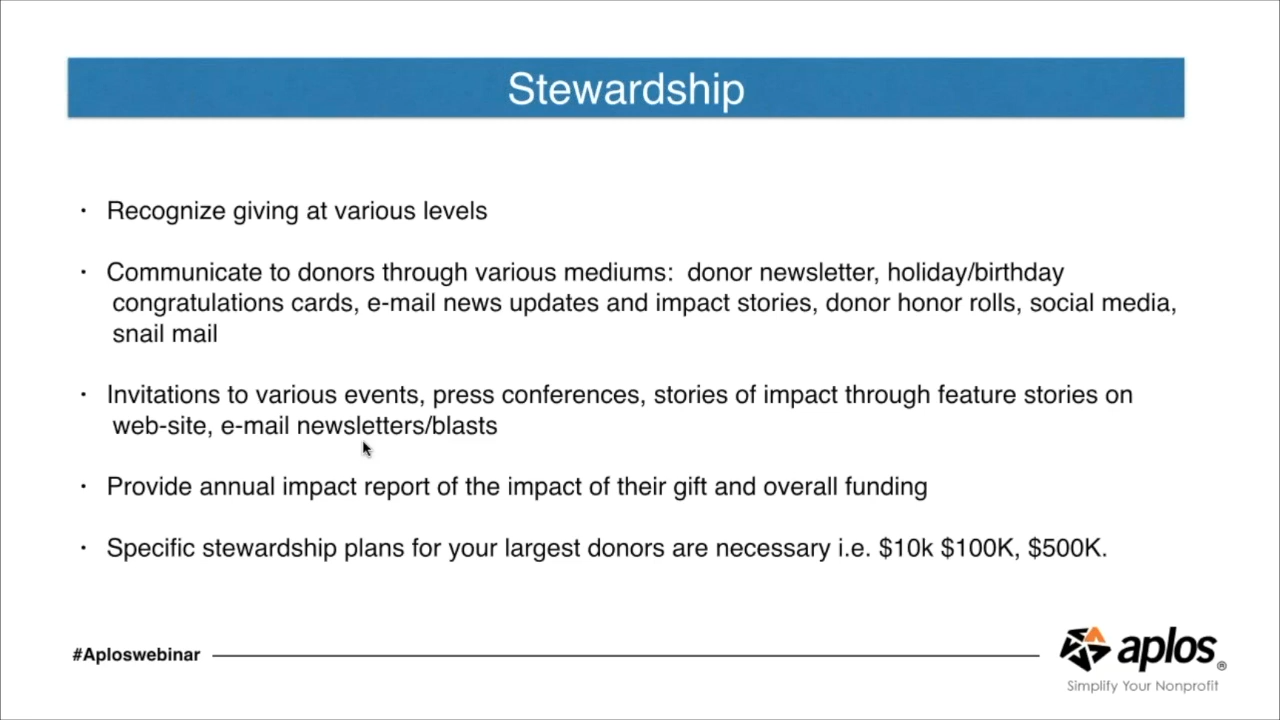 Stewardship
· Recognize giving at various levels
· Communicate to donors through various mediums:  donor newsletter, holiday/birthday
congratulations cards, e-mail news updates and impact stories, donor honor rolls, social media,
snail mail
· Invitations to various events, press conferences, stories of impact through feature stories on
web-site, e-mail newsletters/blasts
· Provide annual impact report of the impact of their gift and overall funding
· Specific stewardship plans for your largest donors are necessary i.e. $10k $100K, $500K.
#Aploswebinar
aplos®
Simplify Your Nonprofit